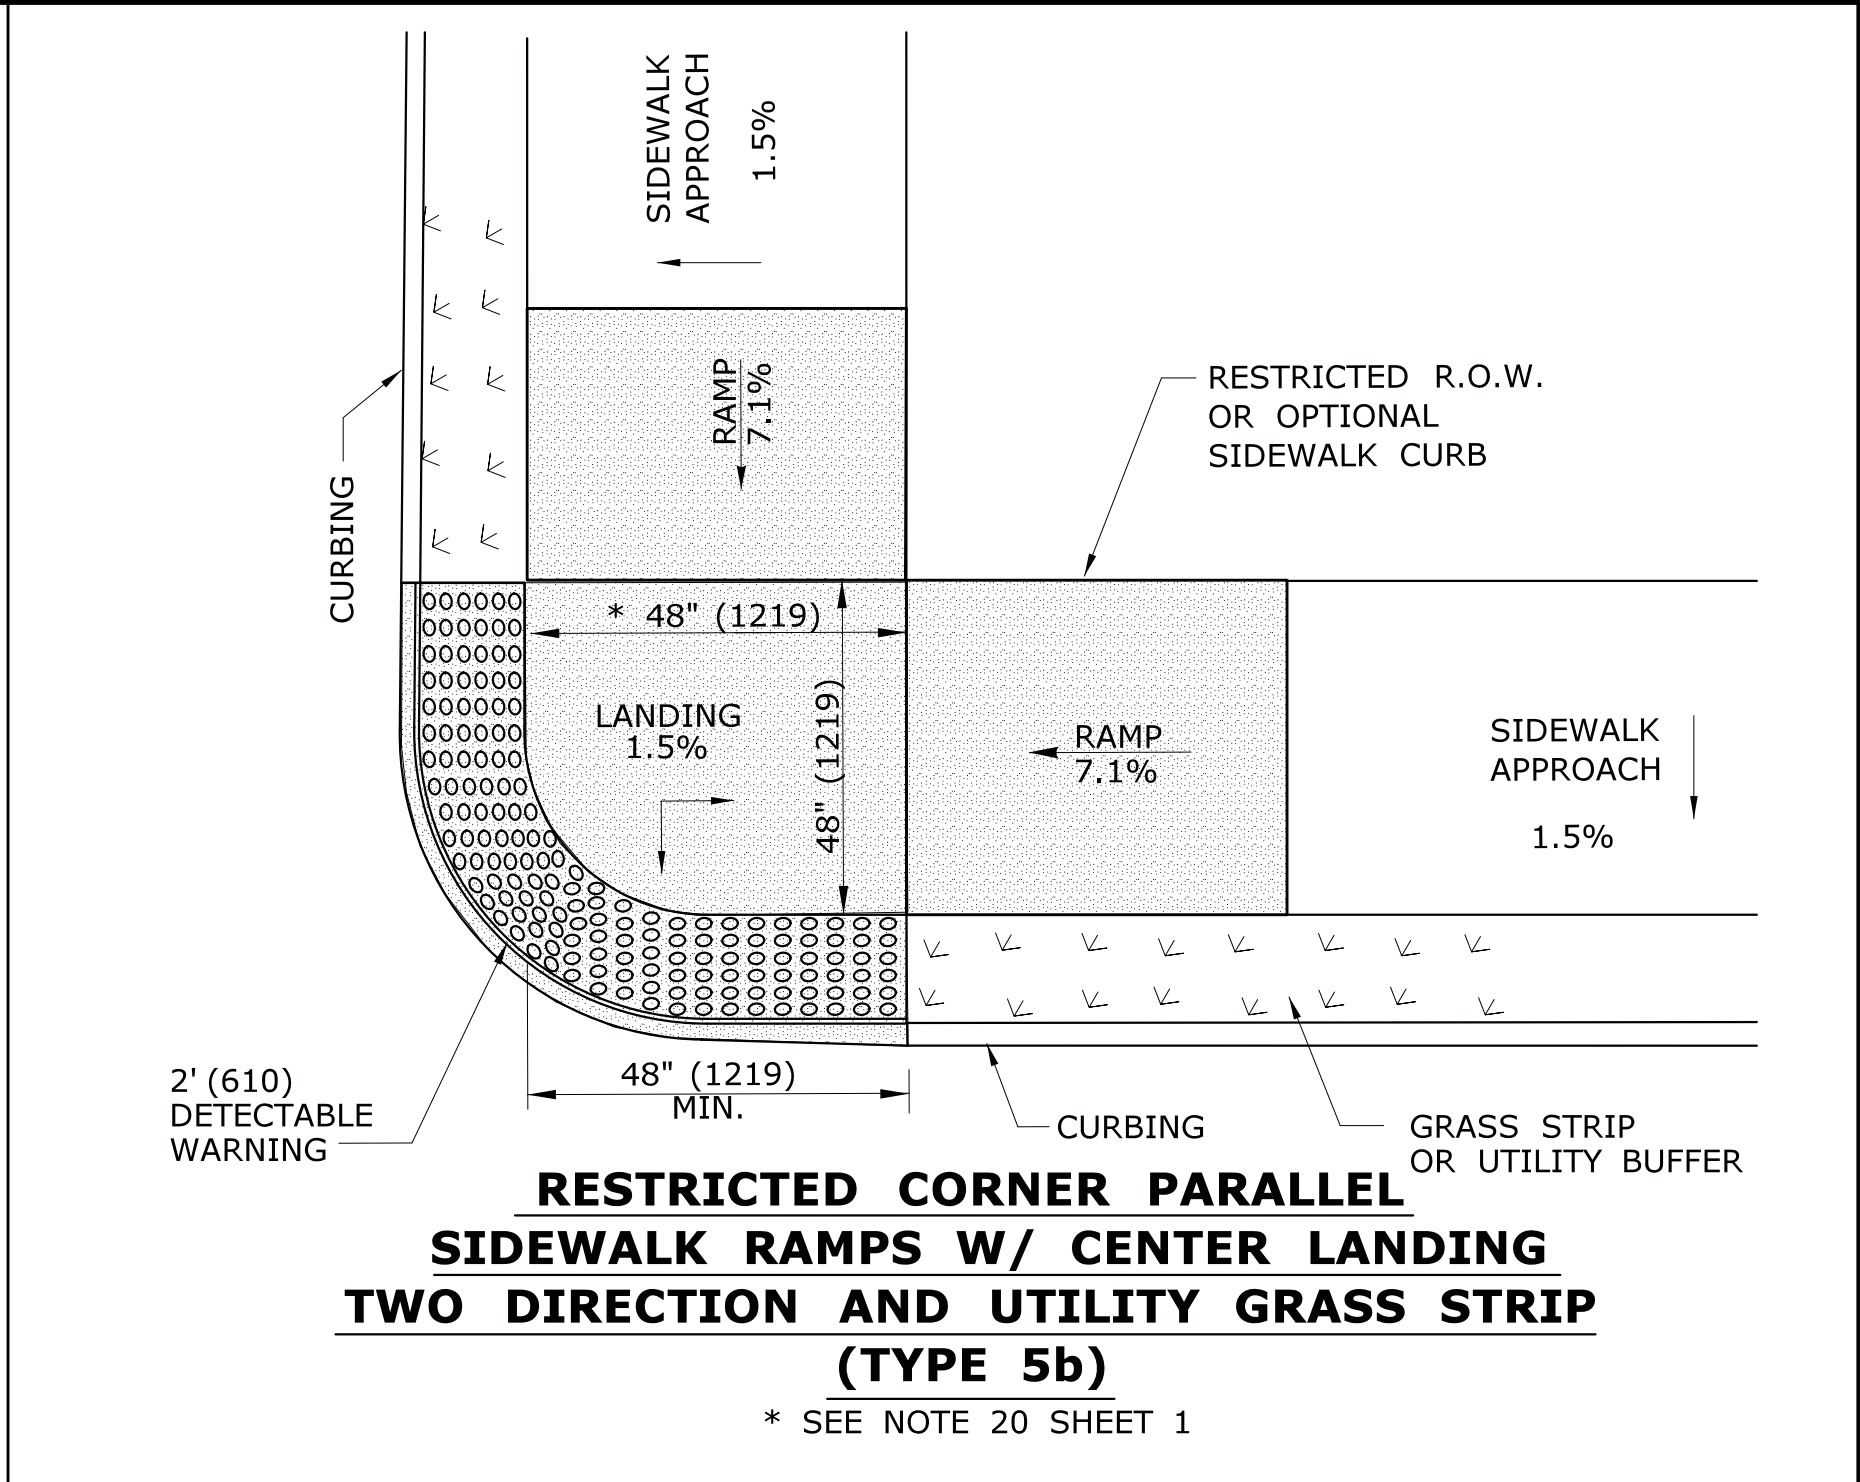 SIDEWALK
APPROACH
1.5%
RAMP
7.1%
RESTRICTED R.O.W.
OR OPTIONAL
SIDEWALK CURB
CURBING
* 48" (1219)
48" (1219)
LANDING
1.5%
RAMP
7.1%
SIDEWALK
APPROACH
1.5%
2' (610)
DETECTABLE
WARNING
48" (1219)
MIN.
CURBING
GRASS STRIP
OR UTILITY BUFFER
RESTRICTED CORNER PARALLEL
SIDEWALK RAMPS W/ CENTER LANDING
TWO DIRECTION AND UTILITY GRASS STRIP
(TYPE 5b)
* SEE NOTE 20 SHEET 1